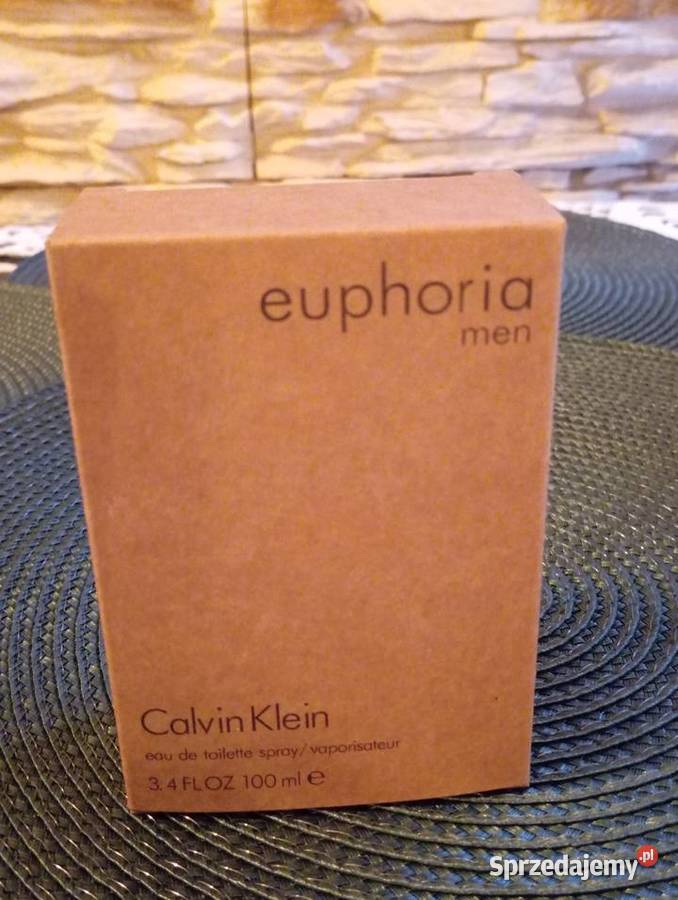 euphoria
men
Calvin Klein
eau de toilette spray/vaporisateur
3.4 FL OZ 100 ml e
Sprzedajemy.pl